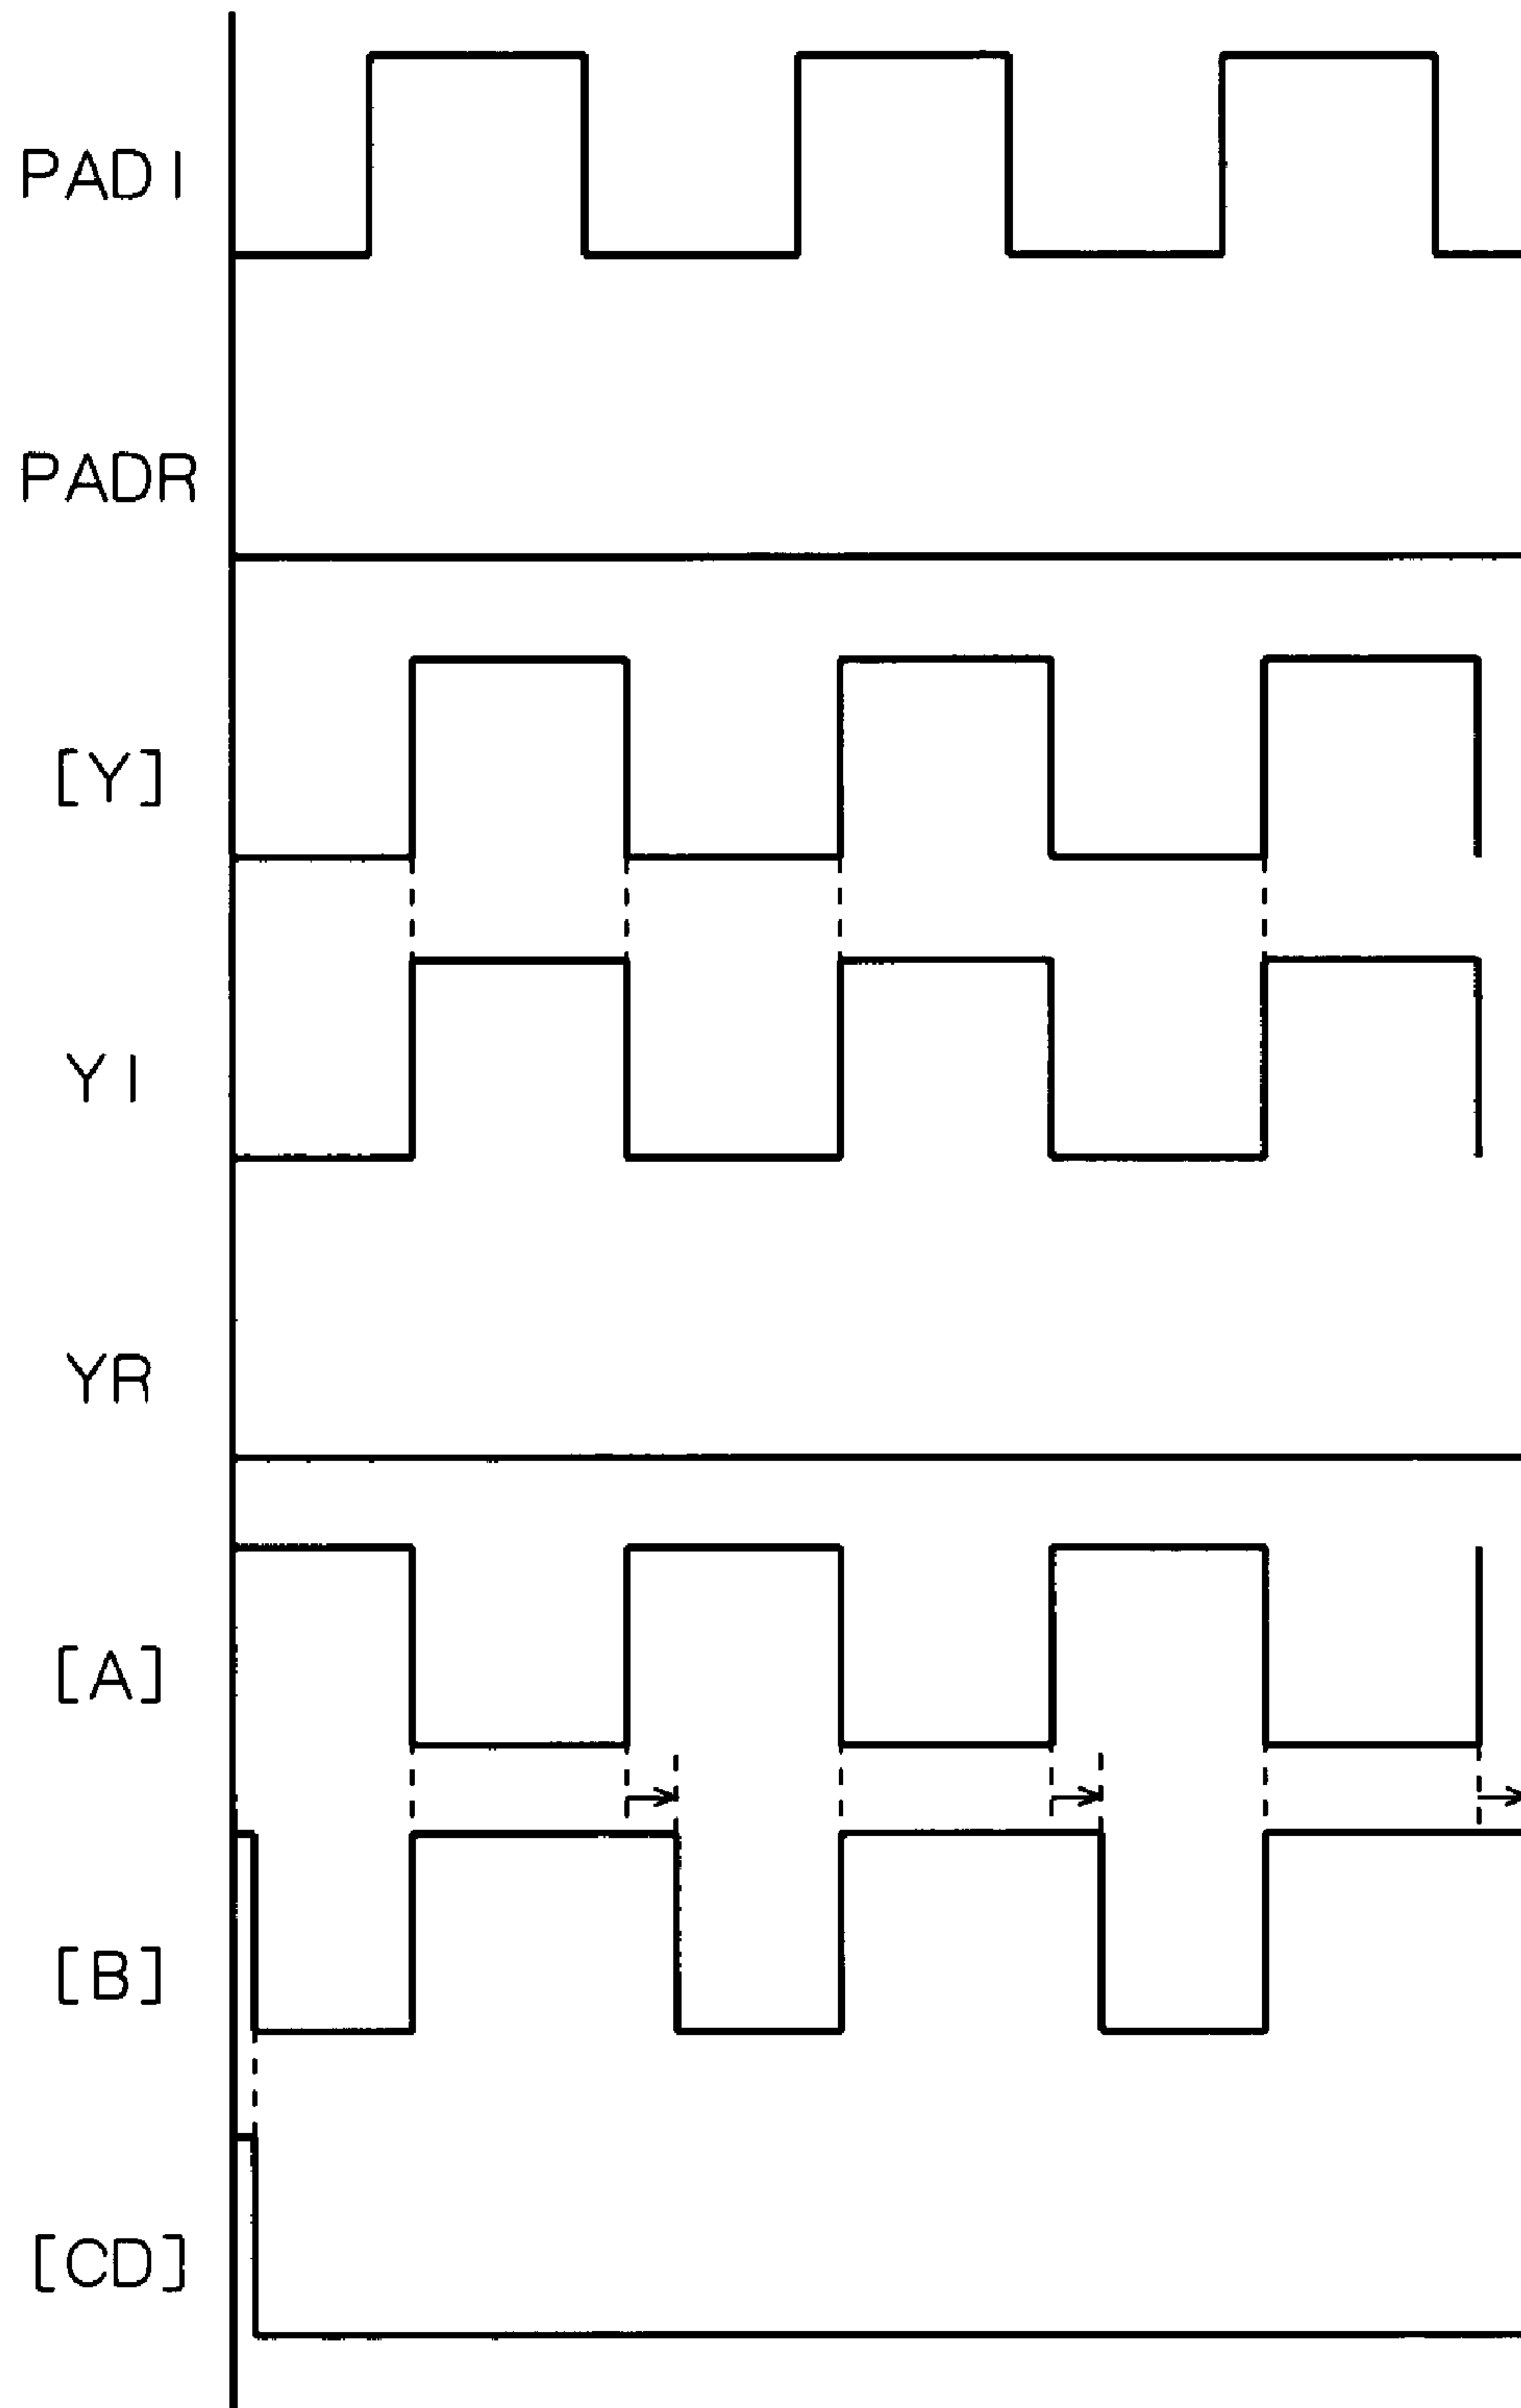 PADI
PADR
[Y]
YI
YR
[A]
[B]
[CD]